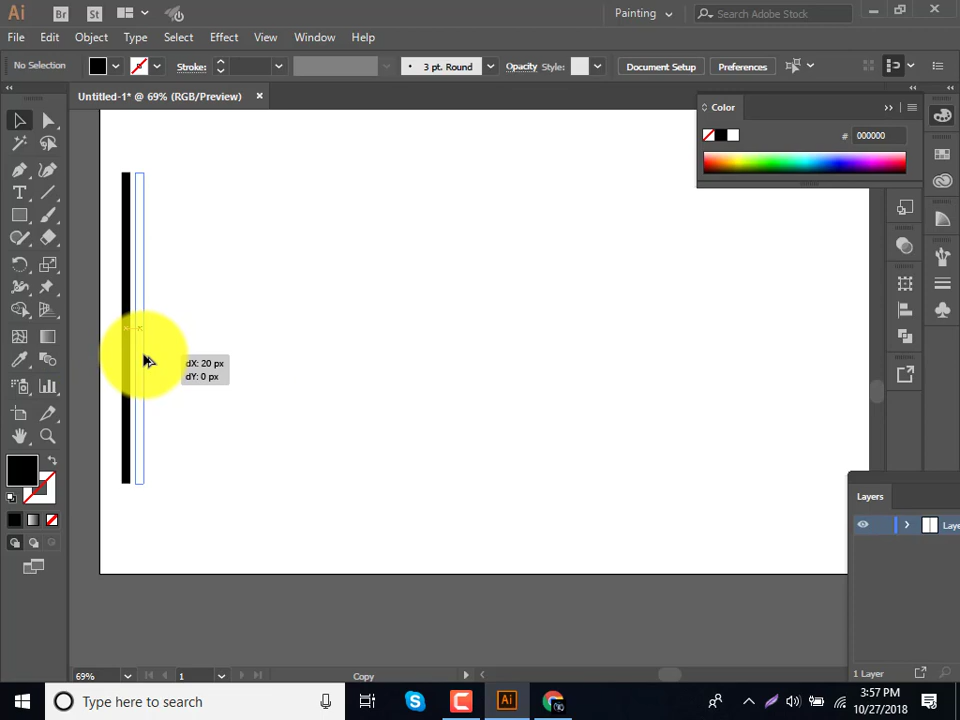 Ai Br St Painting Search Adobe Stock
File Edit Object Type Select Effect View Window Help
No Selection Stroke: 3 pt. Round Opacity Style: Document Setup Preferences
Untitled-1* @ 69% (RGB/Preview) ×
Color
# 000000
dX: 20 px
dY: 0 px
Layers
Laye
69% 1 Copy 1 Layer
Type here to search Ai 3:57 PM
10/27/2018